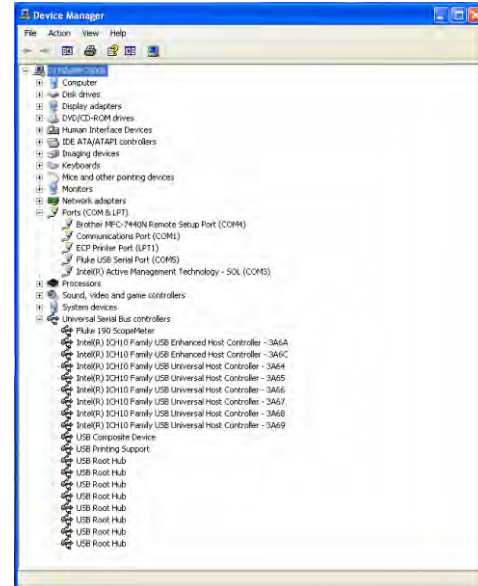 Device Manager
File Action View Help
Computer
Disk drives
Display adapters
DVD/CD-ROM drives
Human Interface Devices
IDE ATA/ATAPI controllers
Imaging devices
Keyboards
Mice and other pointing devices
Monitors
Network adapters
Ports (COM & LPT)
Brother MFC-7440N Remote Setup Port (COM4)
Communications Port (COM1)
ECP Printer Port (LPT1)
Fluke USB Serial Port (COM5)
Intel(R) Active Management Technology - SOL (COM3)
Processors
Sound, video and game controllers
System devices
Universal Serial Bus controllers
Fluke 190 ScopeMeter
Intel(R) ICH10 Family USB Enhanced Host Controller - 3A6A
Intel(R) ICH10 Family USB Enhanced Host Controller - 3A6C
Intel(R) ICH10 Family USB Universal Host Controller - 3A64
Intel(R) ICH10 Family USB Universal Host Controller - 3A65
Intel(R) ICH10 Family USB Universal Host Controller - 3A66
Intel(R) ICH10 Family USB Universal Host Controller - 3A67
Intel(R) ICH10 Family USB Universal Host Controller - 3A68
Intel(R) ICH10 Family USB Universal Host Controller - 3A69
USB Composite Device
USB Printing Support
USB Root Hub
USB Root Hub
USB Root Hub
USB Root Hub
USB Root Hub
USB Root Hub
USB Root Hub
USB Root Hub